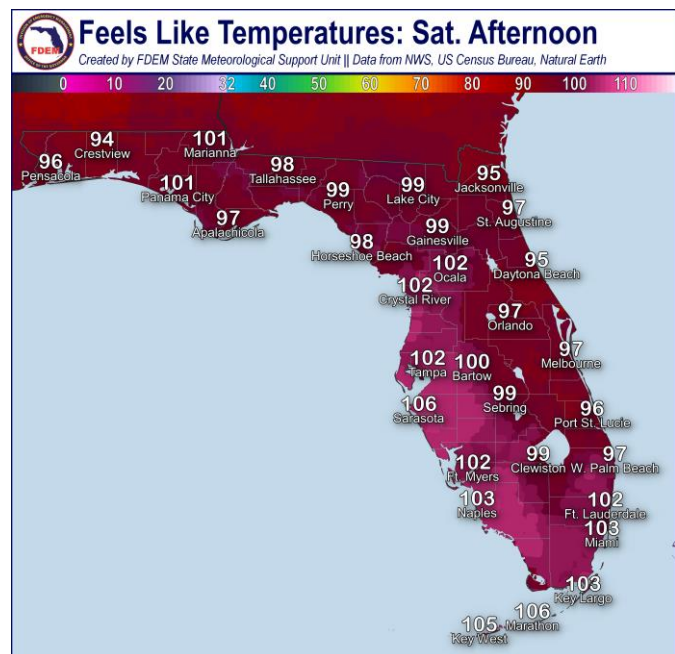 Feels Like Temperatures: Sat. Afternoon
Created by FDEM State Meteorological Support Unit || Data from NWS, US Census Bureau, Natural Earth
FDEM
0 10 20 32 40 50 60 70 80 90 100 110
94
Crestview
101
Marianna
96
Pensacola
98
Tallahassee
95
Jacksonville
101
Panama City
99
Perry
99
Lake City
97
Apalachicola
97
St. Augustine
99
Gainesville
98
Horseshoe Beach
102
Ocala
95
Daytona Beach
102
Crystal River
97
Orlando
97
Melbourne
102
Tampa
100
Bartow
106
Sarasota
99
Sebring
96
Port St. Lucie
102
Ft. Myers
99
Clewiston
97
W. Palm Beach
103
Naples
102
Ft. Lauderdale
103
Miami
103
Key Largo
106
Marathon
105
Key West